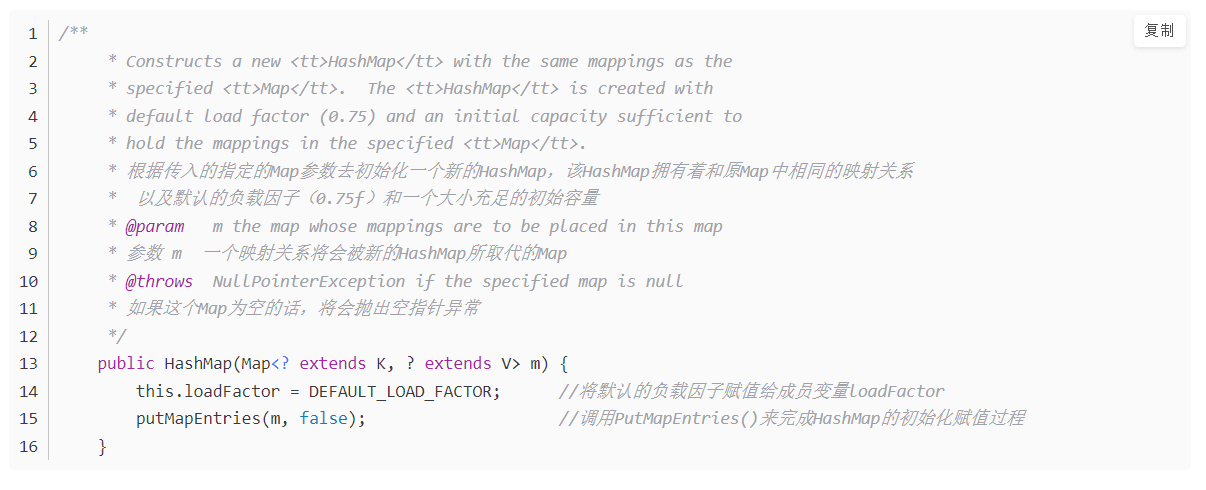 复制
1 /**
2 * Constructs a new <tt>HashMap</tt> with the same mappings as the
3 * specified <tt>Map</tt>.  The <tt>HashMap</tt> is created with
4 * default load factor (0.75) and an initial capacity sufficient to
5 * hold the mappings in the specified <tt>Map</tt>.
6 * 根据传入的指定的Map参数去初始化一个新的HashMap，该HashMap拥有着和原Map中相同的映射关系
7 *  以及默认的负载因子（0.75f）和一个大小充足的初始容量
8 * @param   m the map whose mappings are to be placed in this map
9 * 参数 m  一个映射关系将会被新的HashMap所取代的Map
10 * @throws  NullPointerException if the specified map is null
11 * 如果这个Map为空的话，将会抛出空指针异常
12 */
13 public HashMap(Map<? extends K, ? extends V> m) {
14 this.loadFactor = DEFAULT_LOAD_FACTOR;      //将默认的负载因子赋值给成员变量loadFactor
15 putMapEntries(m, false);                    //调用PutMapEntries()来完成HashMap的初始化赋值过程
16 }